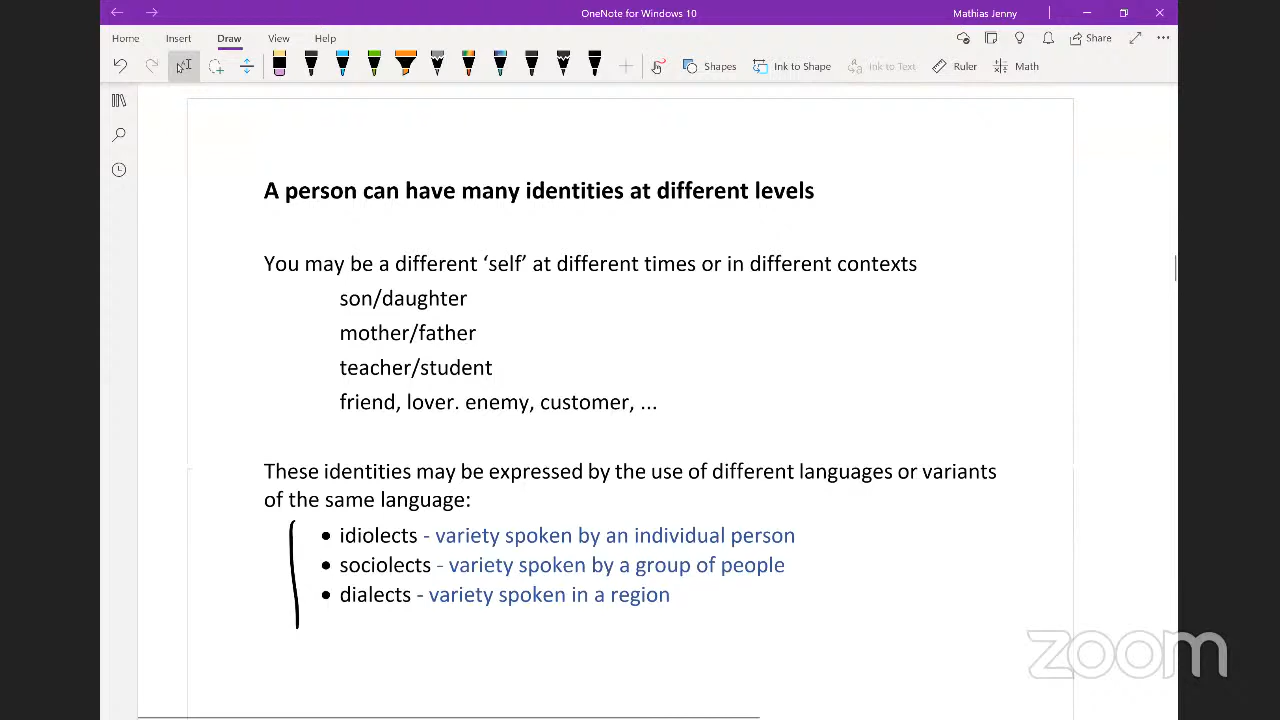 OneNote for Windows 10
Mathias Jenny
Home Insert Draw View Help
Share
Shapes Ink to Shape Ink to Text Ruler Math
A person can have many identities at different levels
You may be a different ‘self’ at different times or in different contexts
son/daughter
mother/father
teacher/student
friend, lover. enemy, customer, ...
These identities may be expressed by the use of different languages or variants
of the same language:
• idiolects - variety spoken by an individual person
• sociolects - variety spoken by a group of people
• dialects - variety spoken in a region
zoom